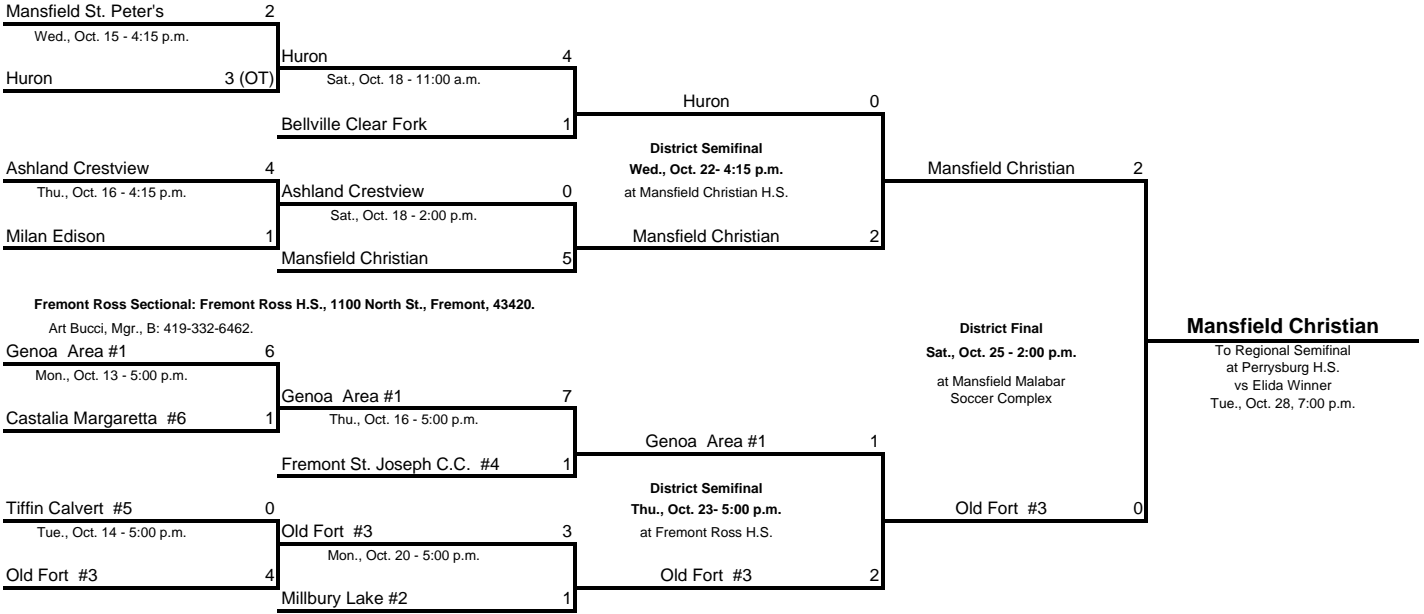 Mansfield St. Peter's 2
Wed., Oct. 15 - 4:15 p.m.
Huron 4
Huron 3 (OT)
Sat., Oct. 18 - 11:00 a.m.
Huron 0
Bellville Clear Fork 1
District Semifinal
Ashland Crestview 4
Wed., Oct. 22- 4:15 p.m.
Mansfield Christian 2
Thu., Oct. 16 - 4:15 p.m.
Ashland Crestview 0
at Mansfield Christian H.S.
Sat., Oct. 18 - 2:00 p.m.
Milan Edison 1
Mansfield Christian 2
Mansfield Christian 5
Fremont Ross Sectional: Fremont Ross H.S., 1100 North St., Fremont, 43420.
Art Bucci, Mgr., B: 419-332-6462.
District Final
Mansfield Christian
Genoa Area #1 6
Sat., Oct. 25 - 2:00 p.m.
To Regional Semifinal
at Perrysburg H.S.
Mon., Oct. 13 - 5:00 p.m.
at Mansfield Malabar
vs Elida Winner
Genoa Area #1 7
Soccer Complex
Tue., Oct. 28, 7:00 p.m.
Castalia Margaretta #6 1
Thu., Oct. 16 - 5:00 p.m.
Genoa Area #1 1
Fremont St. Joseph C.C. #4 1
District Semifinal
Tiffin Calvert #5 0
Thu., Oct. 23- 5:00 p.m.
Old Fort #3 0
Tue., Oct. 14 - 5:00 p.m.
Old Fort #3 3
at Fremont Ross H.S.
Mon., Oct. 20 - 5:00 p.m.
Old Fort #3 4
Old Fort #3 2
Millbury Lake #2 1